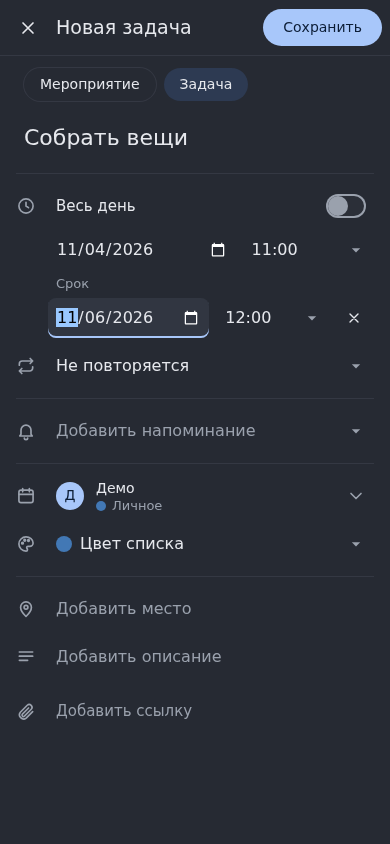 Новая задача
Сохранить
Мероприятие
Задача
Собрать вещи
Весь день
11/04/2026
11:00
Срок
11/06/2026
12:00
Не повторяется
Добавить напоминание
Д
Демо
Личное
Цвет списка
Добавить место
Добавить описание
Добавить ссылку